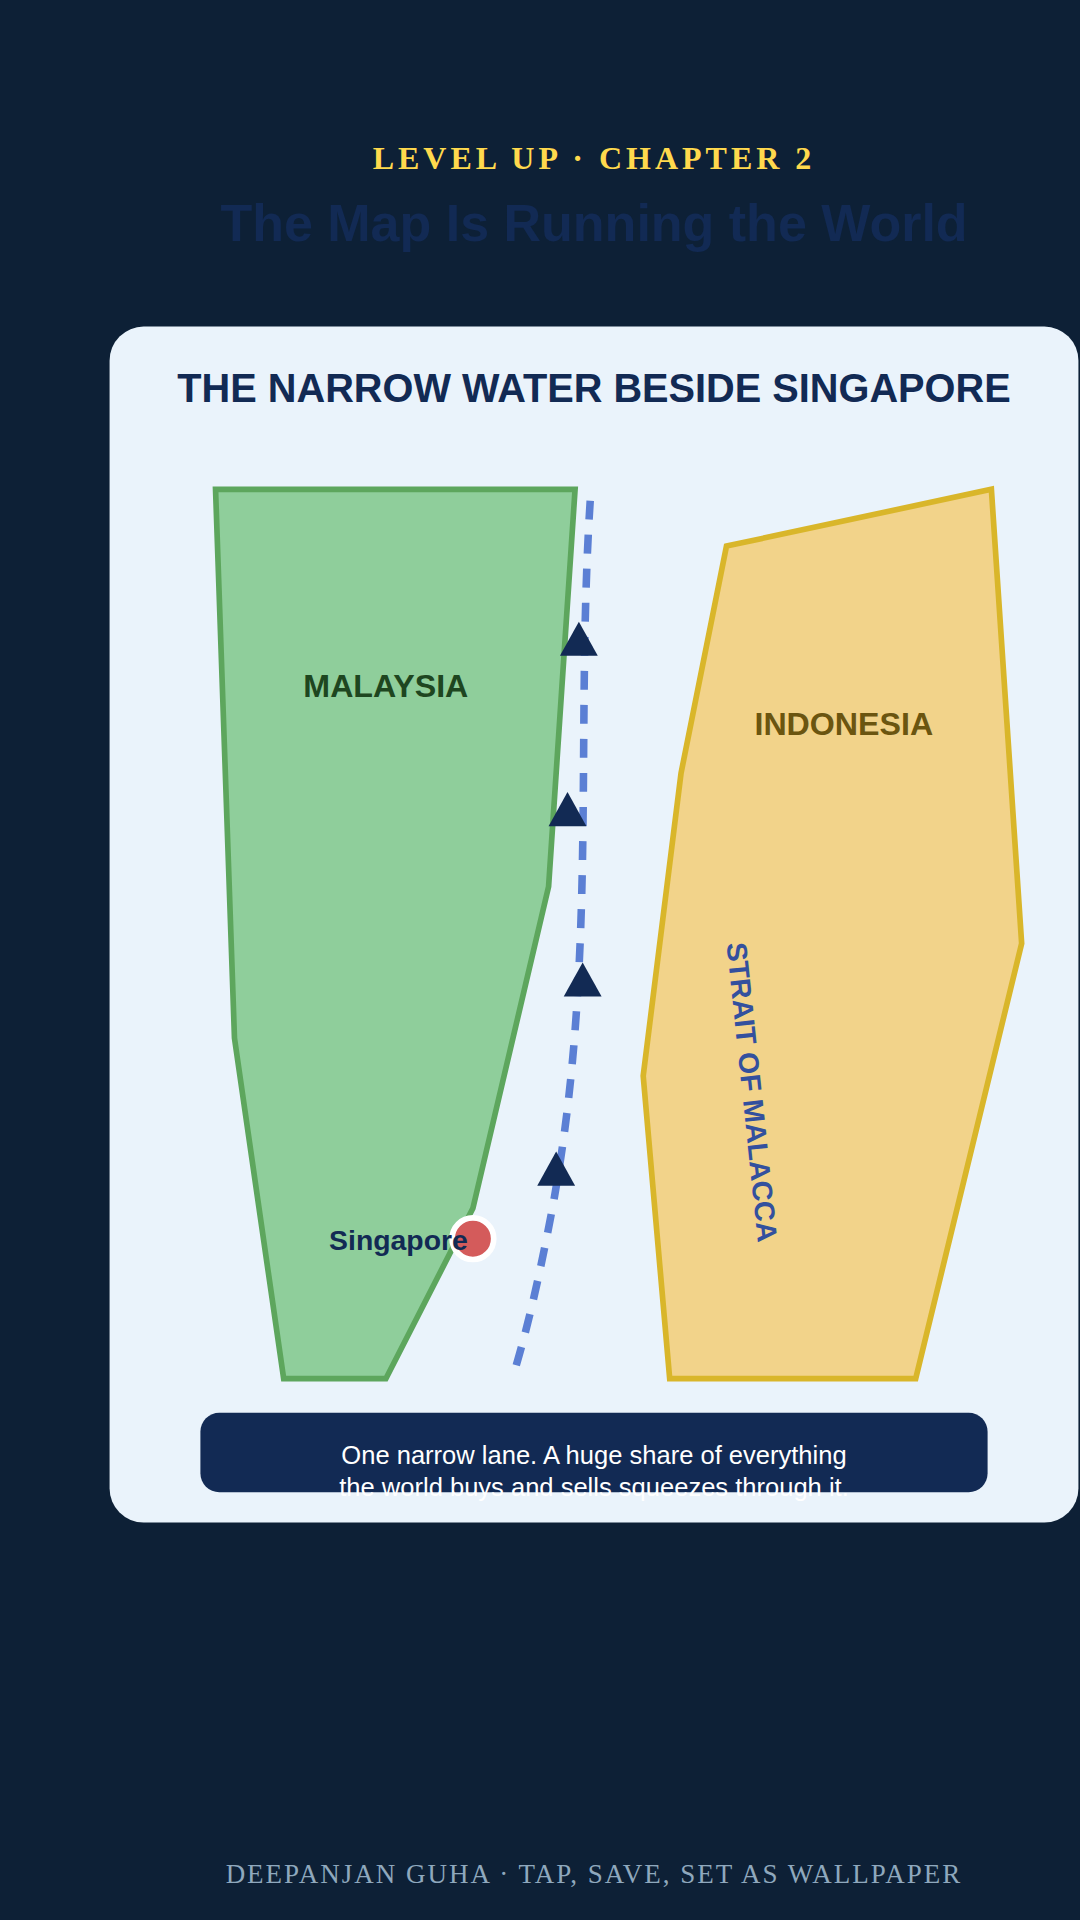 LEVEL UP · CHAPTER 2
The Map Is Running the World
THE NARROW WATER BESIDE SINGAPORE
MALAYSIA
INDONESIA
STRAIT OF MALACCA
Singapore
One narrow lane. A huge share of everything
the world buys and sells squeezes through it.
DEEPANJAN GUHA · TAP, SAVE, SET AS WALLPAPER